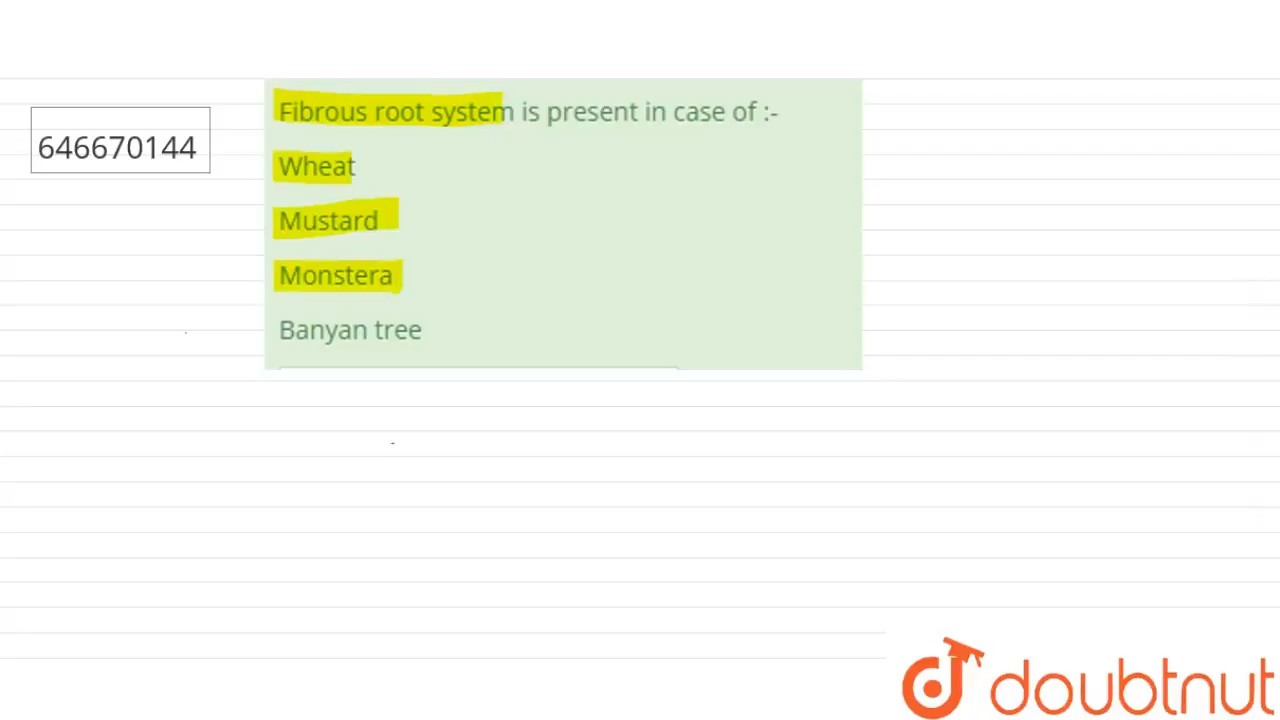 646670144
Fibrous root system is present in case of :-
Wheat
Mustard
Monstera
Banyan tree
doubtnut